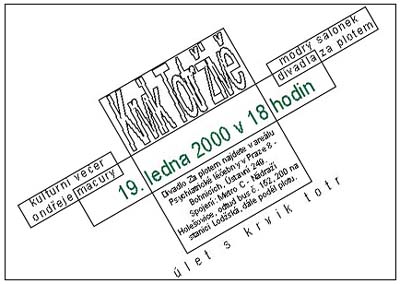 modrý salonek
divadla za plotem
Krvik Totr živě
19. ledna 2000 v 18 hodin
kulturní večer
ondřeje macury
Divadlo Za plotem najdete v areálu
Psychiatrické léčebny v Praze 8 -
Bohnicích, Ústavní 249.
Spojení: Metro C - Nádraží
Holešovice, odtud bus č. 152, 200 na
stanici Lodžská, dále podél plotu.
úlet s krvik totr